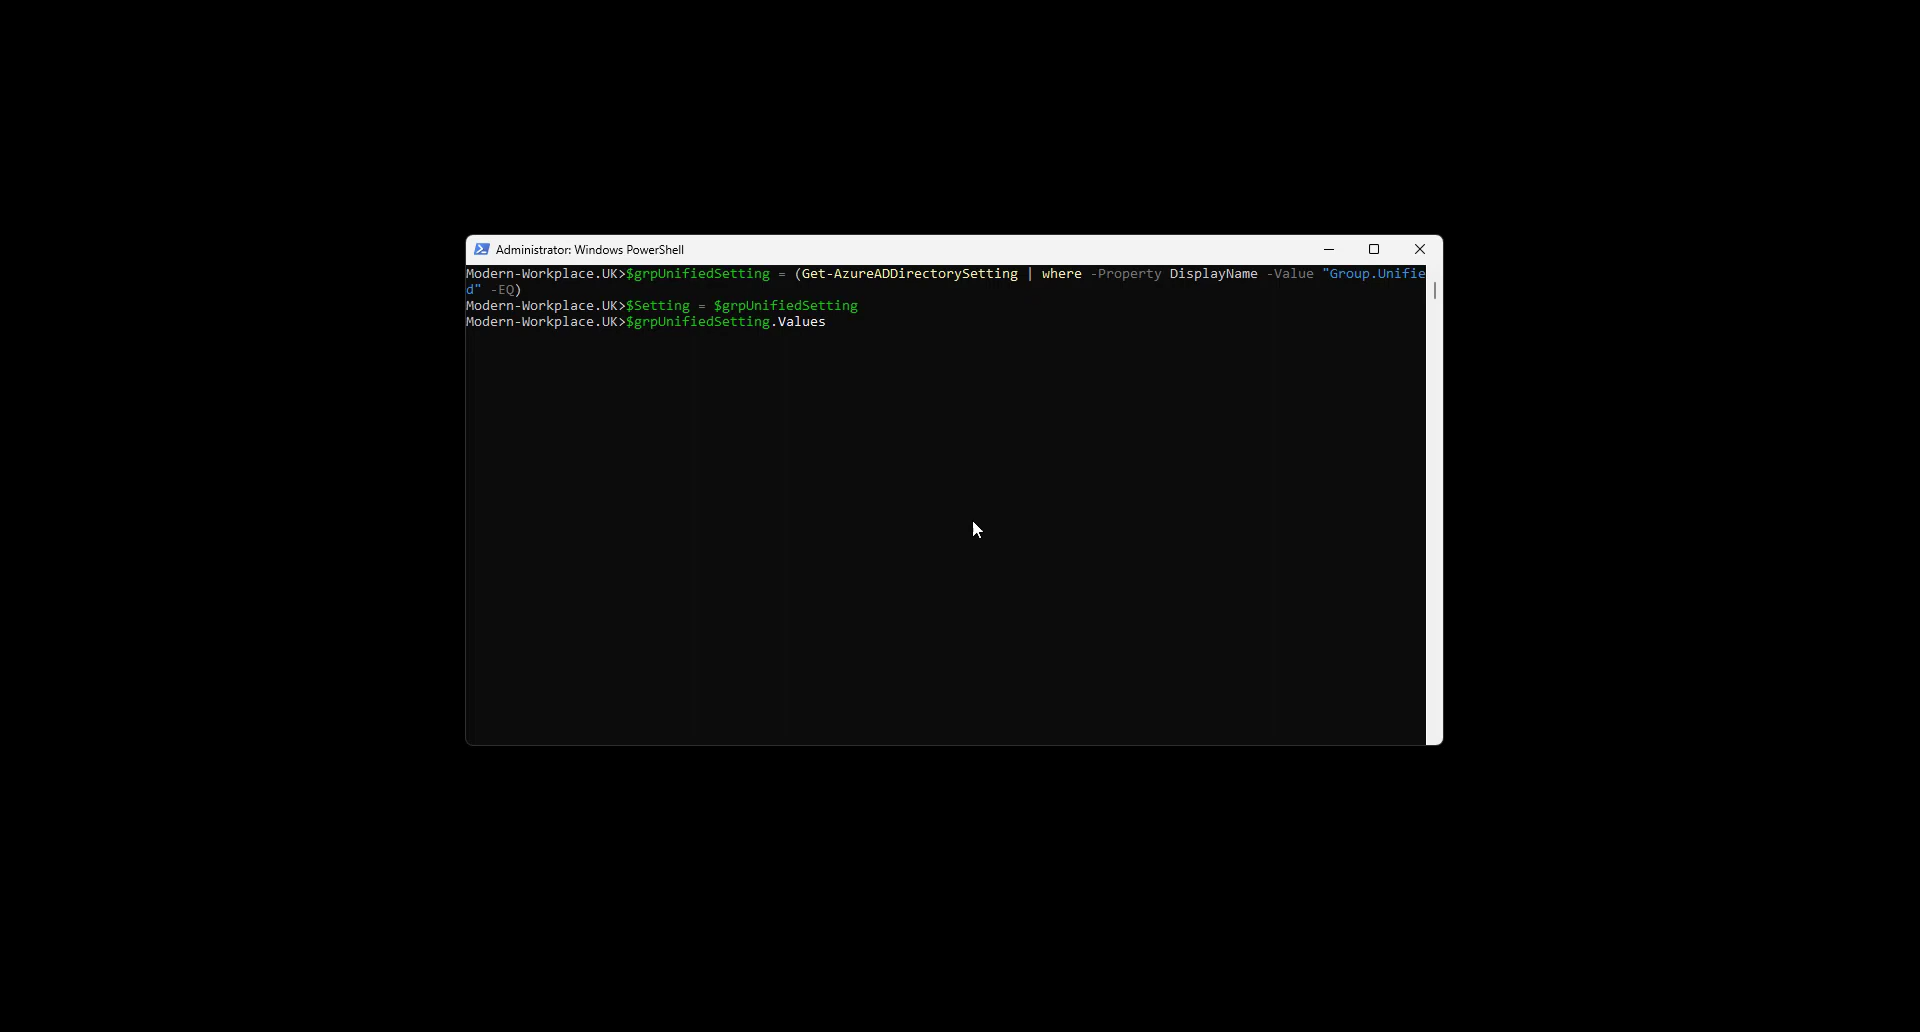 Administrator: Windows PowerShell
Modern-Workplace.UK>$grpUnifiedSetting = (Get-AzureADDirectorySetting | where -Property DisplayName -Value "Group.Unifie
d" -EQ)
Modern-Workplace.UK>$Setting = $grpUnifiedSetting
Modern-Workplace.UK>$grpUnifiedSetting.Values